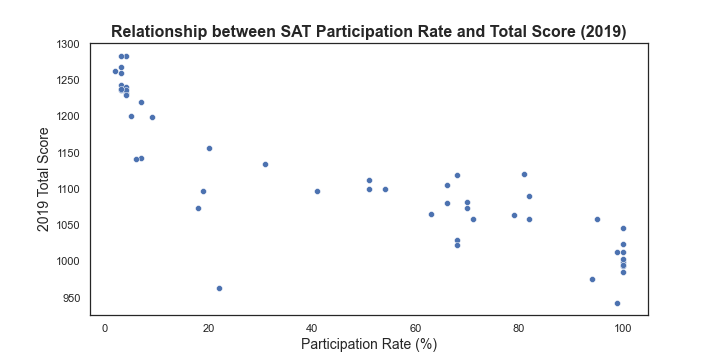 Relationship between SAT Participation Rate and Total Score (2019)
1300
1250
1200
1150
1100
1050
1000
950
2019 Total Score
0 20 40 60 80 100
Participation Rate (%)